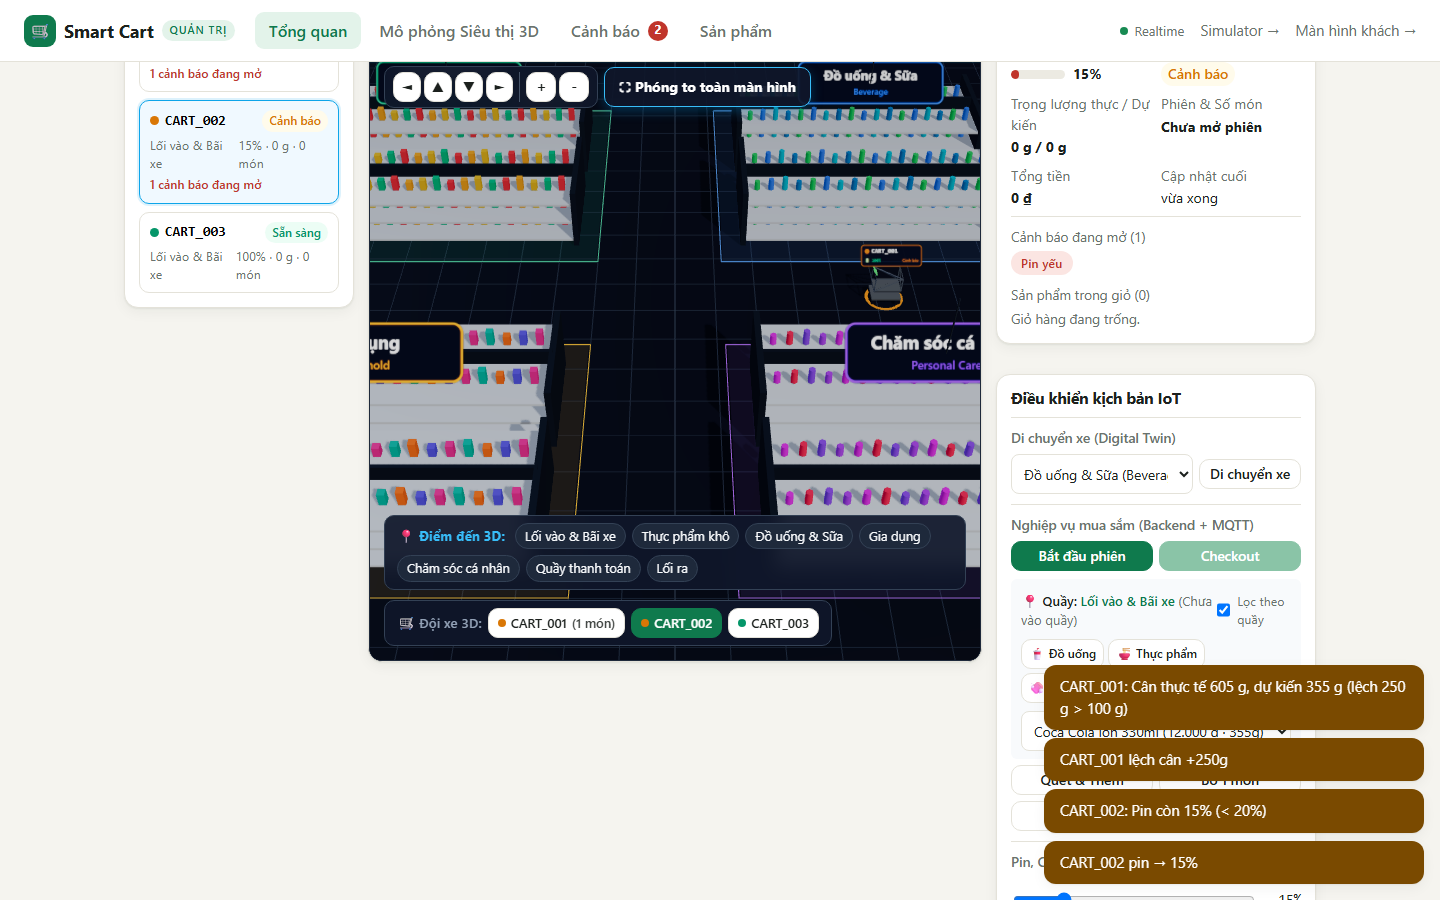 Smart Cart QUẢN TRỊ Tổng quan Mô phỏng Siêu thị 3D Cảnh báo 2 Sản phẩm Realtime Simulator → Màn hình khách →
1 cảnh báo đang mở
CART_002 Cảnh báo
Lối vào & Bãi xe 15% · 0 g · 0 món
1 cảnh báo đang mở
CART_003 Sẵn sàng
Lối vào & Bãi xe 100% · 0 g · 0 món
◄ ▲ ▼ ► + - ⛶ Phóng to toàn màn hình
Đồ uống & Sữa
Beverage
CART_001
ụng
hold
Chăm sóc cá
Personal Care
📍 Điểm đến 3D: Lối vào & Bãi xe Thực phẩm khô Đồ uống & Sữa Gia dụng
Chăm sóc cá nhân Quầy thanh toán Lối ra
🛒 Đội xe 3D: CART_001 (1 món) CART_002 CART_003
15% Cảnh báo
Trọng lượng thực / Dự kiến
0 g / 0 g
Phiên & Số món
Chưa mở phiên
Tổng tiền
0 ₫
Cập nhật cuối
vừa xong
Cảnh báo đang mở (1)
Pin yếu
Sản phẩm trong giỏ (0)
Giỏ hàng đang trống.
Điều khiển kịch bản IoT
Di chuyển xe (Digital Twin)
Đồ uống & Sữa (Bevera Di chuyển xe
Nghiệp vụ mua sắm (Backend + MQTT)
Bắt đầu phiên Checkout
📍 Quầy: Lối vào & Bãi xe (Chưa vào quầy) Lọc theo quầy
Đồ uống Thực phẩm
CART_001: Cân thực tế 605 g, dự kiến 355 g (lệch 250
g > 100 g)
Coca Cola lon 330ml (12.000 đ · 355g)
CART_001 lệch cân +250g
CART_002: Pin còn 15% (< 20%)
Pin,
CART_002 pin → 15%
15%